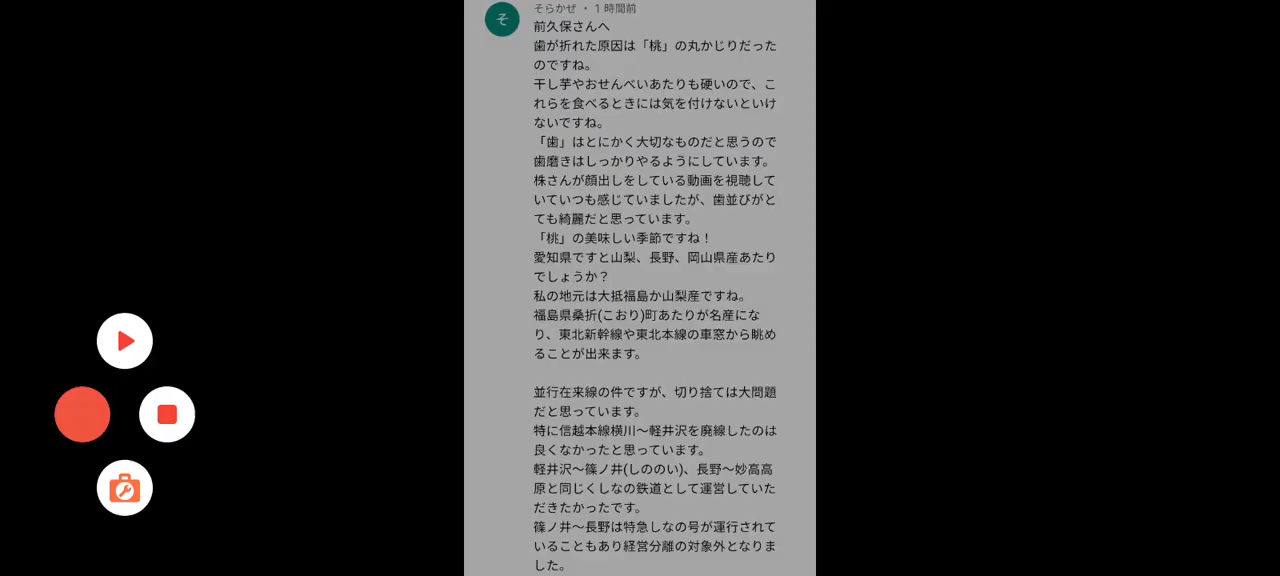 そ
そらかぜ ・ 1 時間前
前久保さんへ
歯が折れた原因は「桃」の丸かじりだった
のですね。
干し芋やおせんべいあたりも硬いので、こ
れらを食べるときには気を付けないといけ
ないですね。
「歯」はとにかく大切なものだと思うので
歯磨きはしっかりやるようにしています。
株さんが顔出しをしている動画を視聴して
いていつも感じていましたが、歯並びがと
ても綺麗だと思っています。
「桃」の美味しい季節ですね！
愛知県ですと山梨、長野、岡山県産あたり
でしょうか？
私の地元は大抵福島か山梨産ですね。
福島県桑折(こおり)町あたりが名産にな
り、東北新幹線や東北本線の車窓から眺め
ることが出来ます。
並行在来線の件ですが、切り捨ては大問題
だと思っています。
特に信越本線横川〜軽井沢を廃線したのは
良くなかったと思っています。
軽井沢〜篠ノ井(しののい)、長野〜妙高高
原と同じくしなの鉄道として運営していた
だきたかったです。
篠ノ井〜長野は特急しなの号が運行されて
いることもあり経営分離の対象外となりま
した。